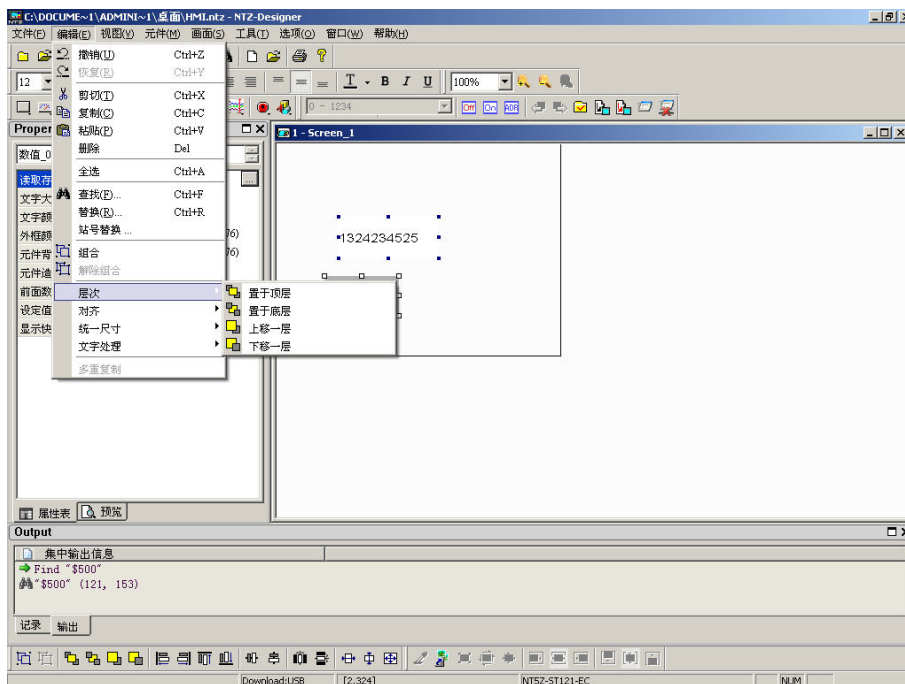 C:\DOCUME~1\ADMINI~1\桌面\HMI.ntz - NTZ-Designer
文件(F) 编辑(E) 视图(V) 元件(M) 画面(S) 工具(T) 选项(O) 窗口(W) 帮助(H)
撤销(U) Ctrl+Z
恢复(R) Ctrl+Y
12 B I U 100%
剪切(T) Ctrl+X
复制(C) Ctrl+C
0 - 1234 Off On ADR
Proper
粘贴(P) Ctrl+V
1 - Screen_1
删除 Del
数值_0
全选 Ctrl+A
读取存
查找(F)... Ctrl+F
文字大
替换(R)... Ctrl+R
文字颜
站号替换 ...
外框颜 76)
1324234525
组合
元件背 76)
解除组合
元件造
前面数
层次
置于顶层
设定值
对齐
置于底层
显示快
统一尺寸
上移一层
文字处理
下移一层
多重复制
属性表 预览
Output
集中输出信息
Find "$500"
"$500" (121, 153)
记录 输出
Download:USB [2,324] NT5Z-ST121-EC NUM